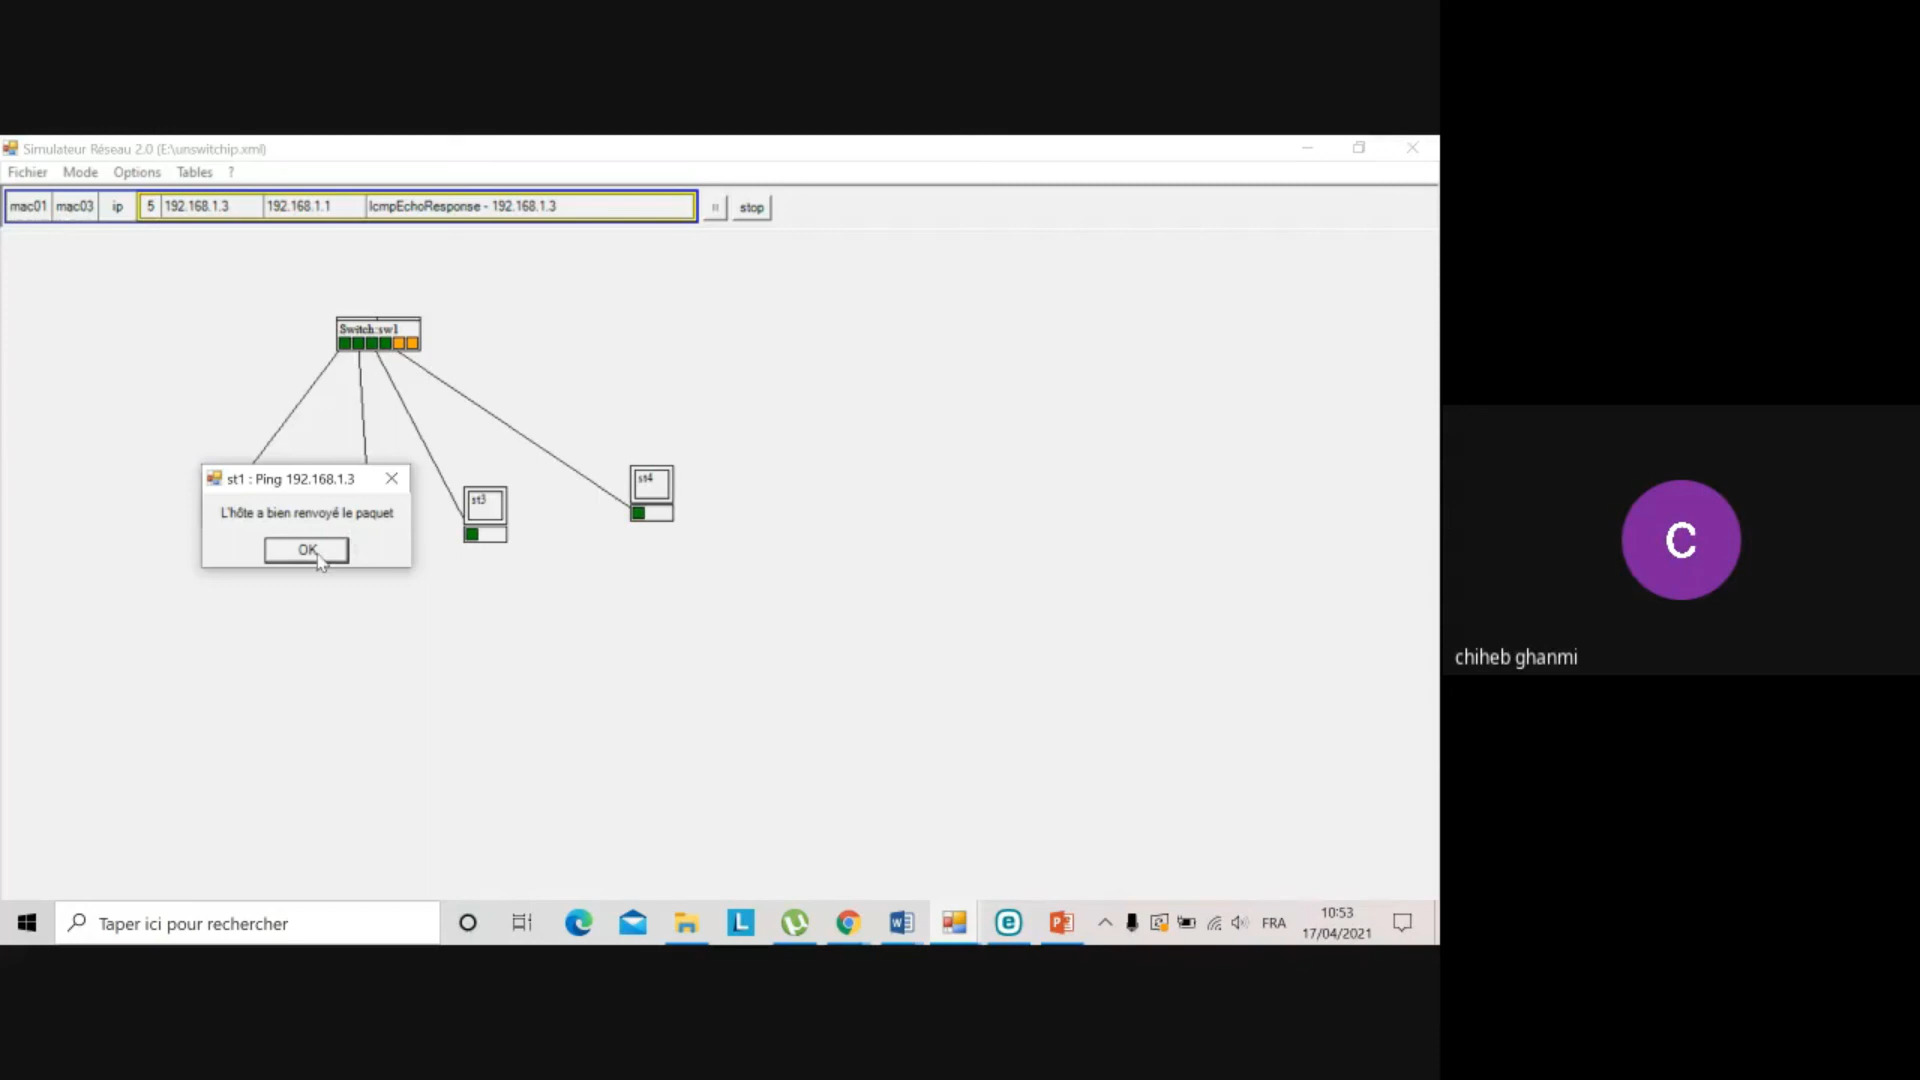 Simulateur Réseau 2.0 (E:\unswitchip.xml)
Fichier Mode Options Tables ?
mac01 mac03 ip 5 192.168.1.3 192.168.1.1 IcmpEchoResponse - 192.168.1.3 stop
Switch:sw1
st4
st1 : Ping 192.168.1.3
st3
L'hôte a bien renvoyé le paquet
OK
C
chiheb ghanmi
Taper ici pour rechercher
FRA
10:53
17/04/2021